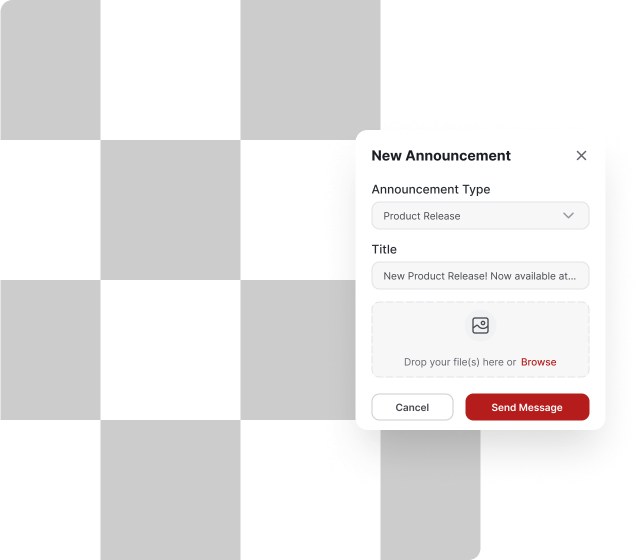 New Announcement
Announcement Type
Product Release
Title
New Product Release! Now available at...
Drop your file(s) here or Browse
Cancel
Send Message